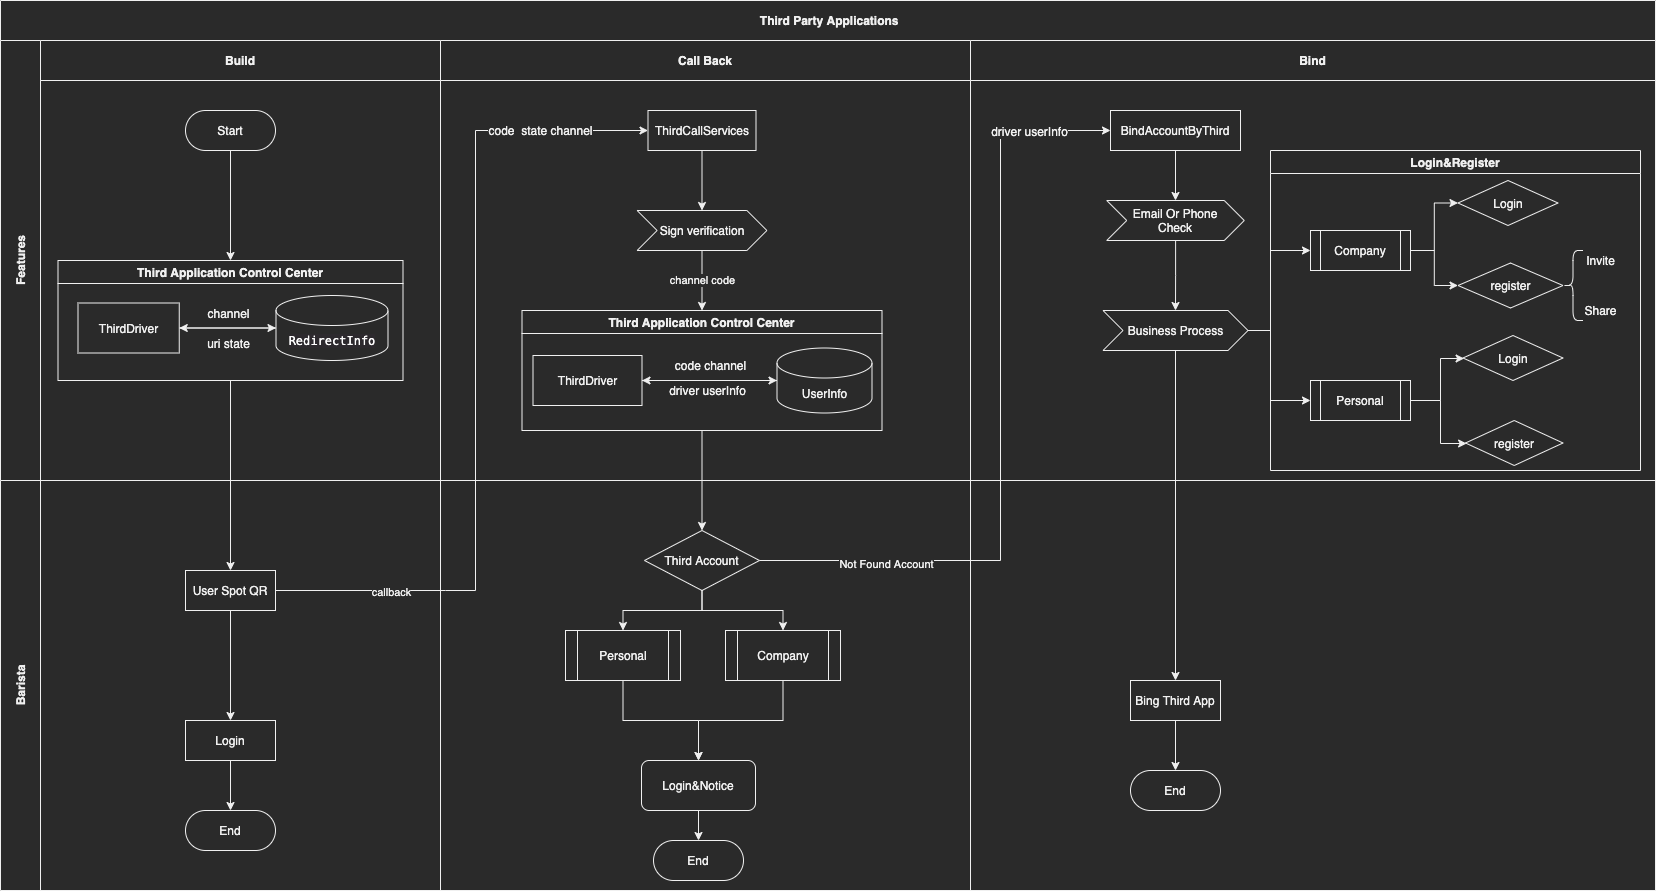 Third Party Applications
Build
Call Back
Bind
Features
Start
Third Application Control Center
ThirdDriver
channel
uri state
RedirectInfo
code  state channel
ThirdCallServices
Sign verification
channel code
Third Application Control Center
ThirdDriver
code channel
driver userInfo
UserInfo
driver userInfo
BindAccountByThird
Email Or Phone
Check
Business Process
Login&Register
Company
Login
register
Invite
Share
Personal
Login
register
Barista
User Spot QR
callback
Login
End
Third Account
Not Found Account
Personal
Company
Login&Notice
End
Bing Third App
End